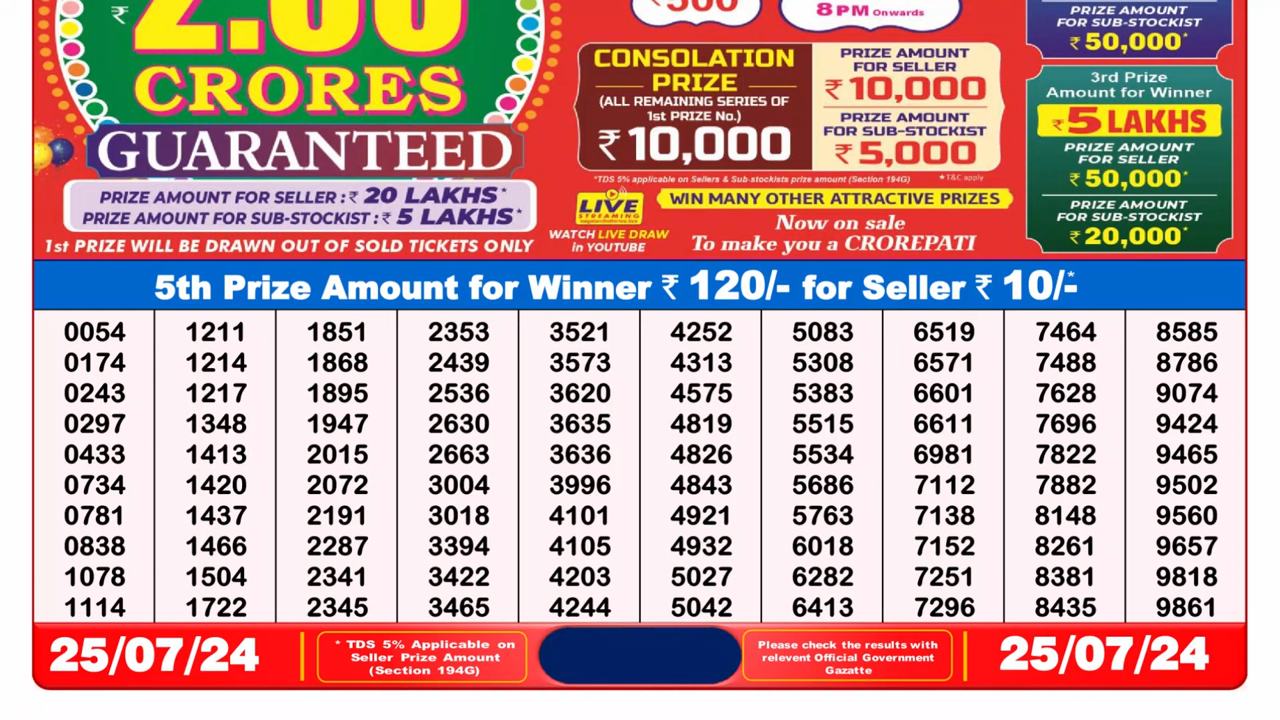 ₹ 2.00
CRORES
GUARANTEED
PRIZE AMOUNT FOR SELLER :₹ 20 LAKHS*
PRIZE AMOUNT FOR SUB-STOCKIST :₹ 5 LAKHS*
1st PRIZE WILL BE DRAWN OUT OF SOLD TICKETS ONLY
₹500
8PM Onwards
CONSOLATION
PRIZE
(ALL REMAINING SERIES OF
1st PRIZE No.)
₹10,000
PRIZE AMOUNT
FOR SELLER
₹10,000
PRIZE AMOUNT
FOR SUB-STOCKIST
₹5,000
*TDS 5% applicable on Sellers & Sub-stockists prize amount (Section 194G)
★T&C apply
LIVE
STREAMING
WATCH LIVE DRAW
in YOUTUBE
WIN MANY OTHER ATTRACTIVE PRIZES
Now on sale
To make you a CROREPATI
PRIZE AMOUNT
FOR SUB-STOCKIST
₹50,000*
3rd Prize
Amount for Winner
₹5 LAKHS
PRIZE AMOUNT
FOR SELLER
₹50,000*
PRIZE AMOUNT
FOR SUB-STOCKIST
₹20,000*
5th Prize Amount for Winner ₹ 120/- for Seller ₹ 10/-*
0054 1211 1851 2353 3521 4252 5083 6519 7464 8585
0174 1214 1868 2439 3573 4313 5308 6571 7488 8786
0243 1217 1895 2536 3620 4575 5383 6601 7628 9074
0297 1348 1947 2630 3635 4819 5515 6611 7696 9424
0433 1413 2015 2663 3636 4826 5534 6981 7822 9465
0734 1420 2072 3004 3996 4843 5686 7112 7882 9502
0781 1437 2191 3018 4101 4921 5763 7138 8148 9560
0838 1466 2287 3394 4105 4932 6018 7152 8261 9657
1078 1504 2341 3422 4203 5027 6282 7251 8381 9818
1114 1722 2345 3465 4244 5042 6413 7296 8435 9861
25/07/24
* TDS 5% Applicable on
Seller Prize Amount
(Section 194G)
Please check the results with
relevent Official Government
Gazatte
25/07/24